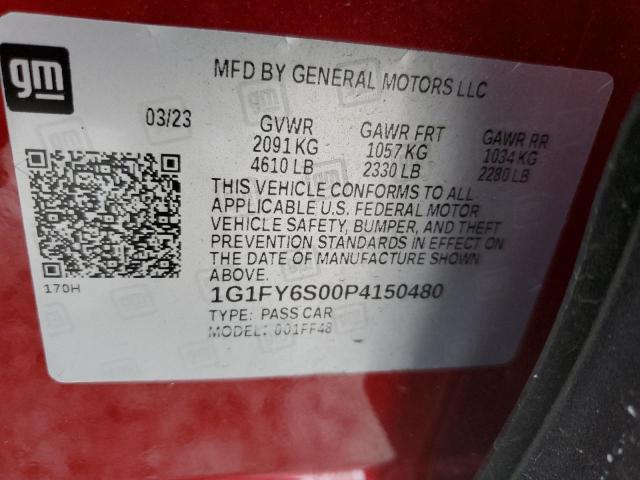 gm
MFD BY GENERAL MOTORS LLC
03/23
GVWR GAWR FRT GAWR RR
2091 KG 1057 KG 1034 KG
4610 LB 2330 LB 2280 LB
THIS VEHICLE CONFORMS TO ALL
APPLICABLE U.S. FEDERAL MOTOR
VEHICLE SAFETY, BUMPER, AND THEFT
PREVENTION STANDARDS IN EFFECT ON
THE DATE OF MANUFACTURE SHOWN
ABOVE.
170H
1G1FY6S00P4150480
TYPE: PASS CAR
MODEL: 001FF48